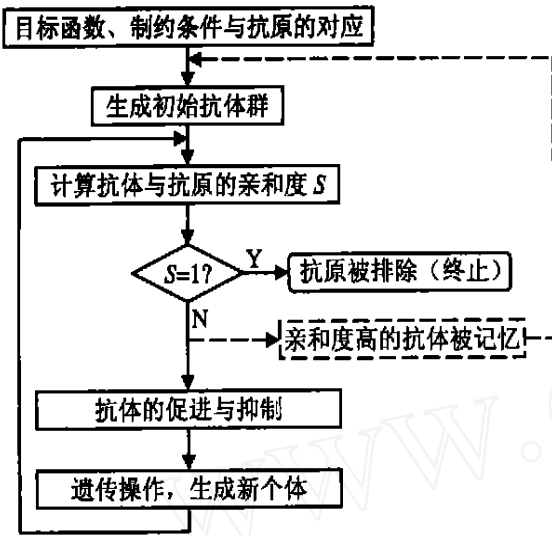 目标函数、制约条件与抗原的对应
生成初始抗体群
计算抗体与抗原的亲和度 S
S=1?
Y
抗原被排除（终止）
N
亲和度高的抗体被记忆
抗体的促进与抑制
遗传操作，生成新个体
www.